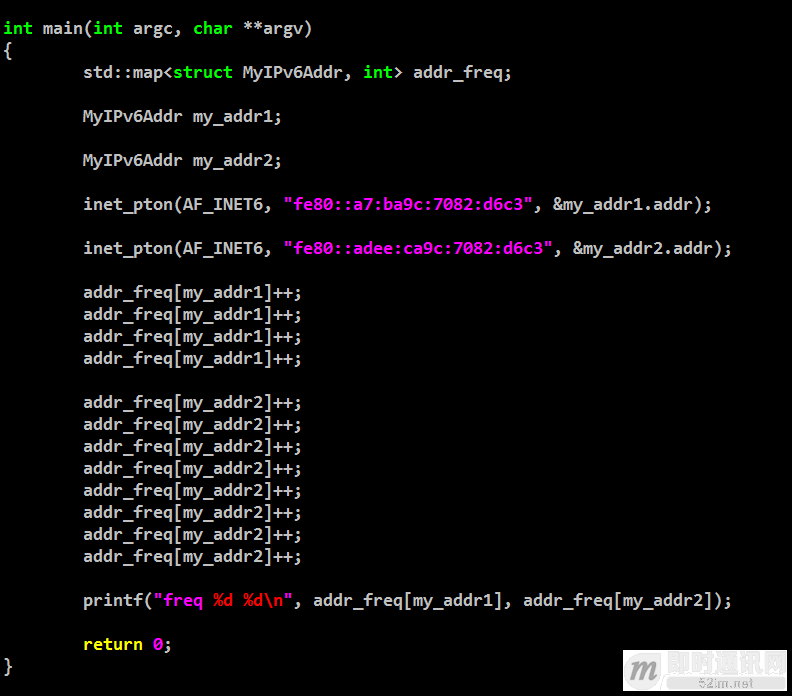 int main(int argc, char **argv)
{
        std::map<struct MyIPv6Addr, int> addr_freq;

        MyIPv6Addr my_addr1;

        MyIPv6Addr my_addr2;

        inet_pton(AF_INET6, "fe80::a7:ba9c:7082:d6c3", &my_addr1.addr);

        inet_pton(AF_INET6, "fe80::adee:ca9c:7082:d6c3", &my_addr2.addr);

        addr_freq[my_addr1]++;
        addr_freq[my_addr1]++;
        addr_freq[my_addr1]++;
        addr_freq[my_addr1]++;

        addr_freq[my_addr2]++;
        addr_freq[my_addr2]++;
        addr_freq[my_addr2]++;
        addr_freq[my_addr2]++;
        addr_freq[my_addr2]++;
        addr_freq[my_addr2]++;
        addr_freq[my_addr2]++;
        addr_freq[my_addr2]++;

        printf("freq %d %d\n", addr_freq[my_addr1], addr_freq[my_addr2]);

        return 0;
}
m 即时通讯网
52im.net